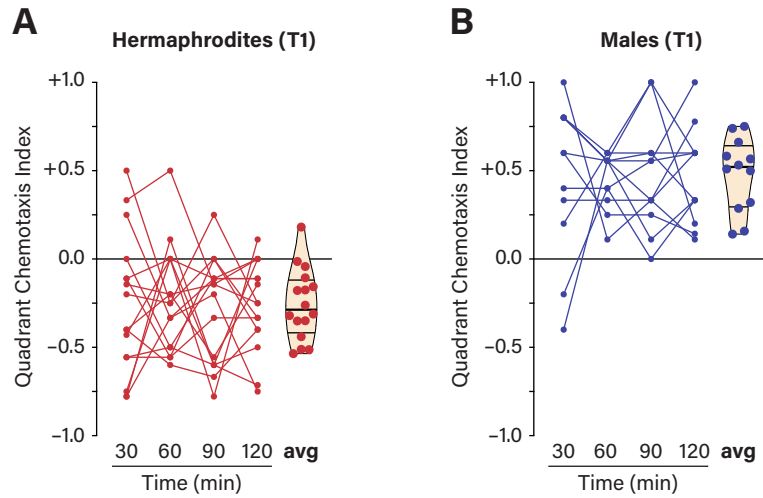 A
Hermaphrodites (T1)
Quadrant Chemotaxis Index
+1.0
+0.5
0.0
−0.5
−1.0
30 60 90 120 avg
Time (min)
B
Males (T1)
Quadrant Chemotaxis Index
+1.0
+0.5
0.0
−0.5
−1.0
30 60 90 120 avg
Time (min)